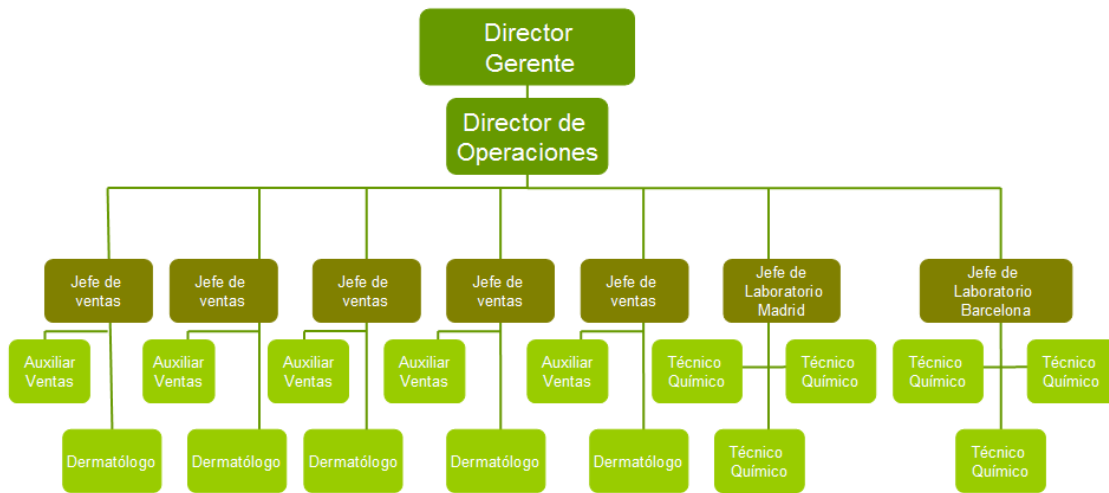 Director
Gerente
Director de
Operaciones
Jefe de
ventas
Jefe de
ventas
Jefe de
ventas
Jefe de
ventas
Jefe de
ventas
Jefe de
Laboratorio
Madrid
Jefe de
Laboratorio
Barcelona
Auxiliar
Ventas
Auxiliar
Ventas
Auxiliar
Ventas
Auxiliar
Ventas
Auxiliar
Ventas
Técnico
Químico
Técnico
Químico
Técnico
Químico
Técnico
Químico
Dermatólogo
Dermatólogo
Dermatólogo
Dermatólogo
Dermatólogo
Técnico
Químico
Técnico
Químico